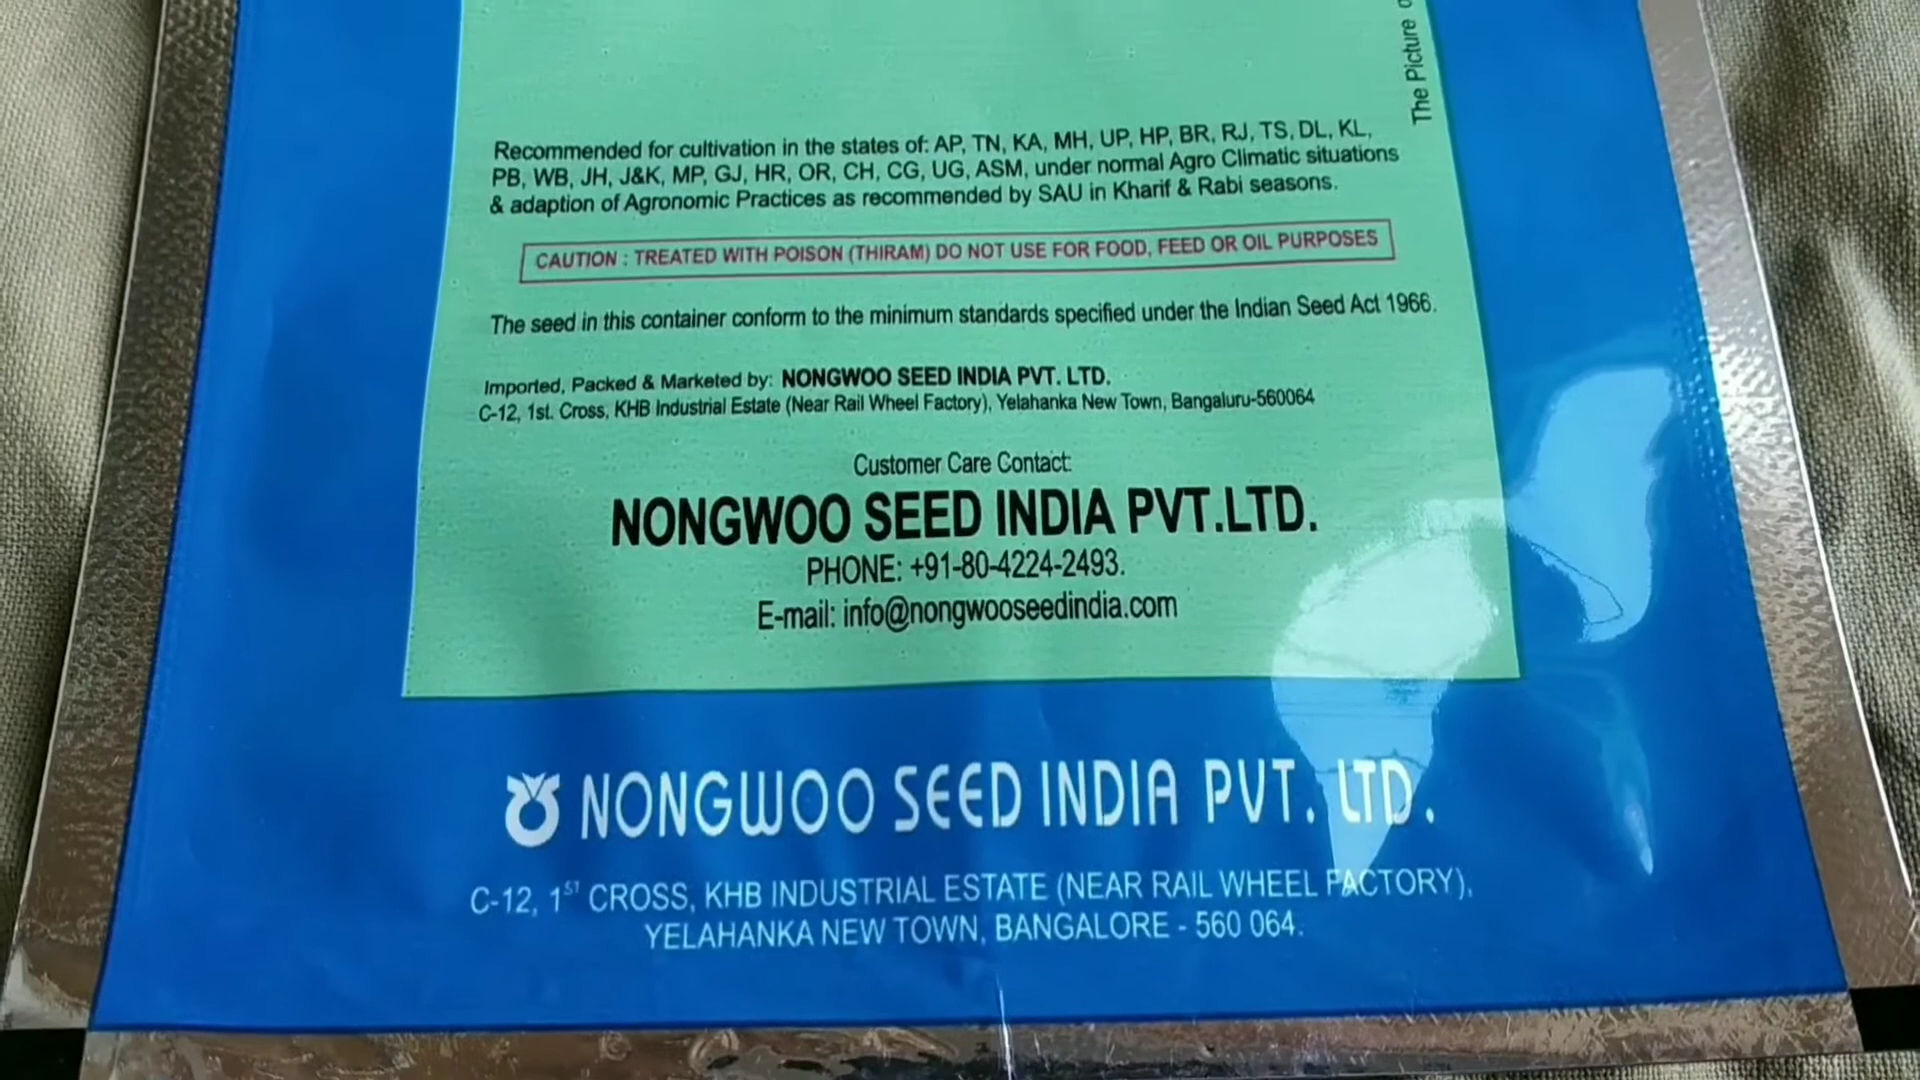 The Picture
Recommended for cultivation in the states of: AP, TN, KA, MH, UP, HP, BR, RJ, TS, DL, KL,
PB, WB, JH, J&K, MP, GJ, HR, OR, CH, CG, UG, ASM, under normal Agro Climatic situations
& adaption of Agronomic Practices as recommended by SAU in Kharif & Rabi seasons.
CAUTION : TREATED WITH POISON (THIRAM) DO NOT USE FOR FOOD, FEED OR OIL PURPOSES
The seed in this container conform to the minimum standards specified under the Indian Seed Act 1966.
Imported, Packed & Marketed by: NONGWOO SEED INDIA PVT. LTD.
C-12, 1st. Cross, KHB Industrial Estate (Near Rail Wheel Factory), Yelahanka New Town, Bangaluru-560064
Customer Care Contact:
NONGWOO SEED INDIA PVT.LTD.
PHONE: +91-80-4224-2493.
E-mail: info@nongwooseedindia.com
NONGWOO SEED INDIA PVT. LTD.
C-12, 1ST CROSS, KHB INDUSTRIAL ESTATE (NEAR RAIL WHEEL FACTORY),
YELAHANKA NEW TOWN, BANGALORE - 560 064.